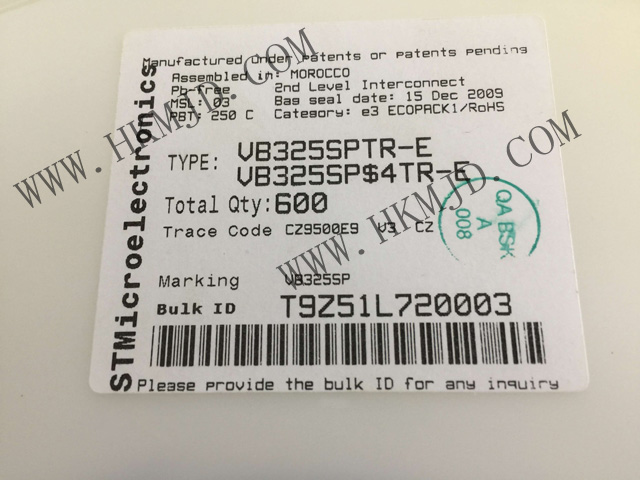 Manufactured Under Patents or Patents pending
Assembled in: MOROCCO
Pb-free 2nd Level Interconnect
MSL: 03 Bag seal date: 15 Dec 2009
PBT: 250 C Category: e3 ECOPACK1/RoHS
TYPE: VB325SPTR-E
VB325SP$4TR-E
Total Qty: 600
Trace Code CZ9500E9 V3 CZ
Marking VB325SP
Bulk ID T9Z51L720003
Please provide the bulk ID for any inquiry
STMicroelectronics
QA BSK
A
008
WWW.HKMJD.COM
WWW.HKMJD.COM